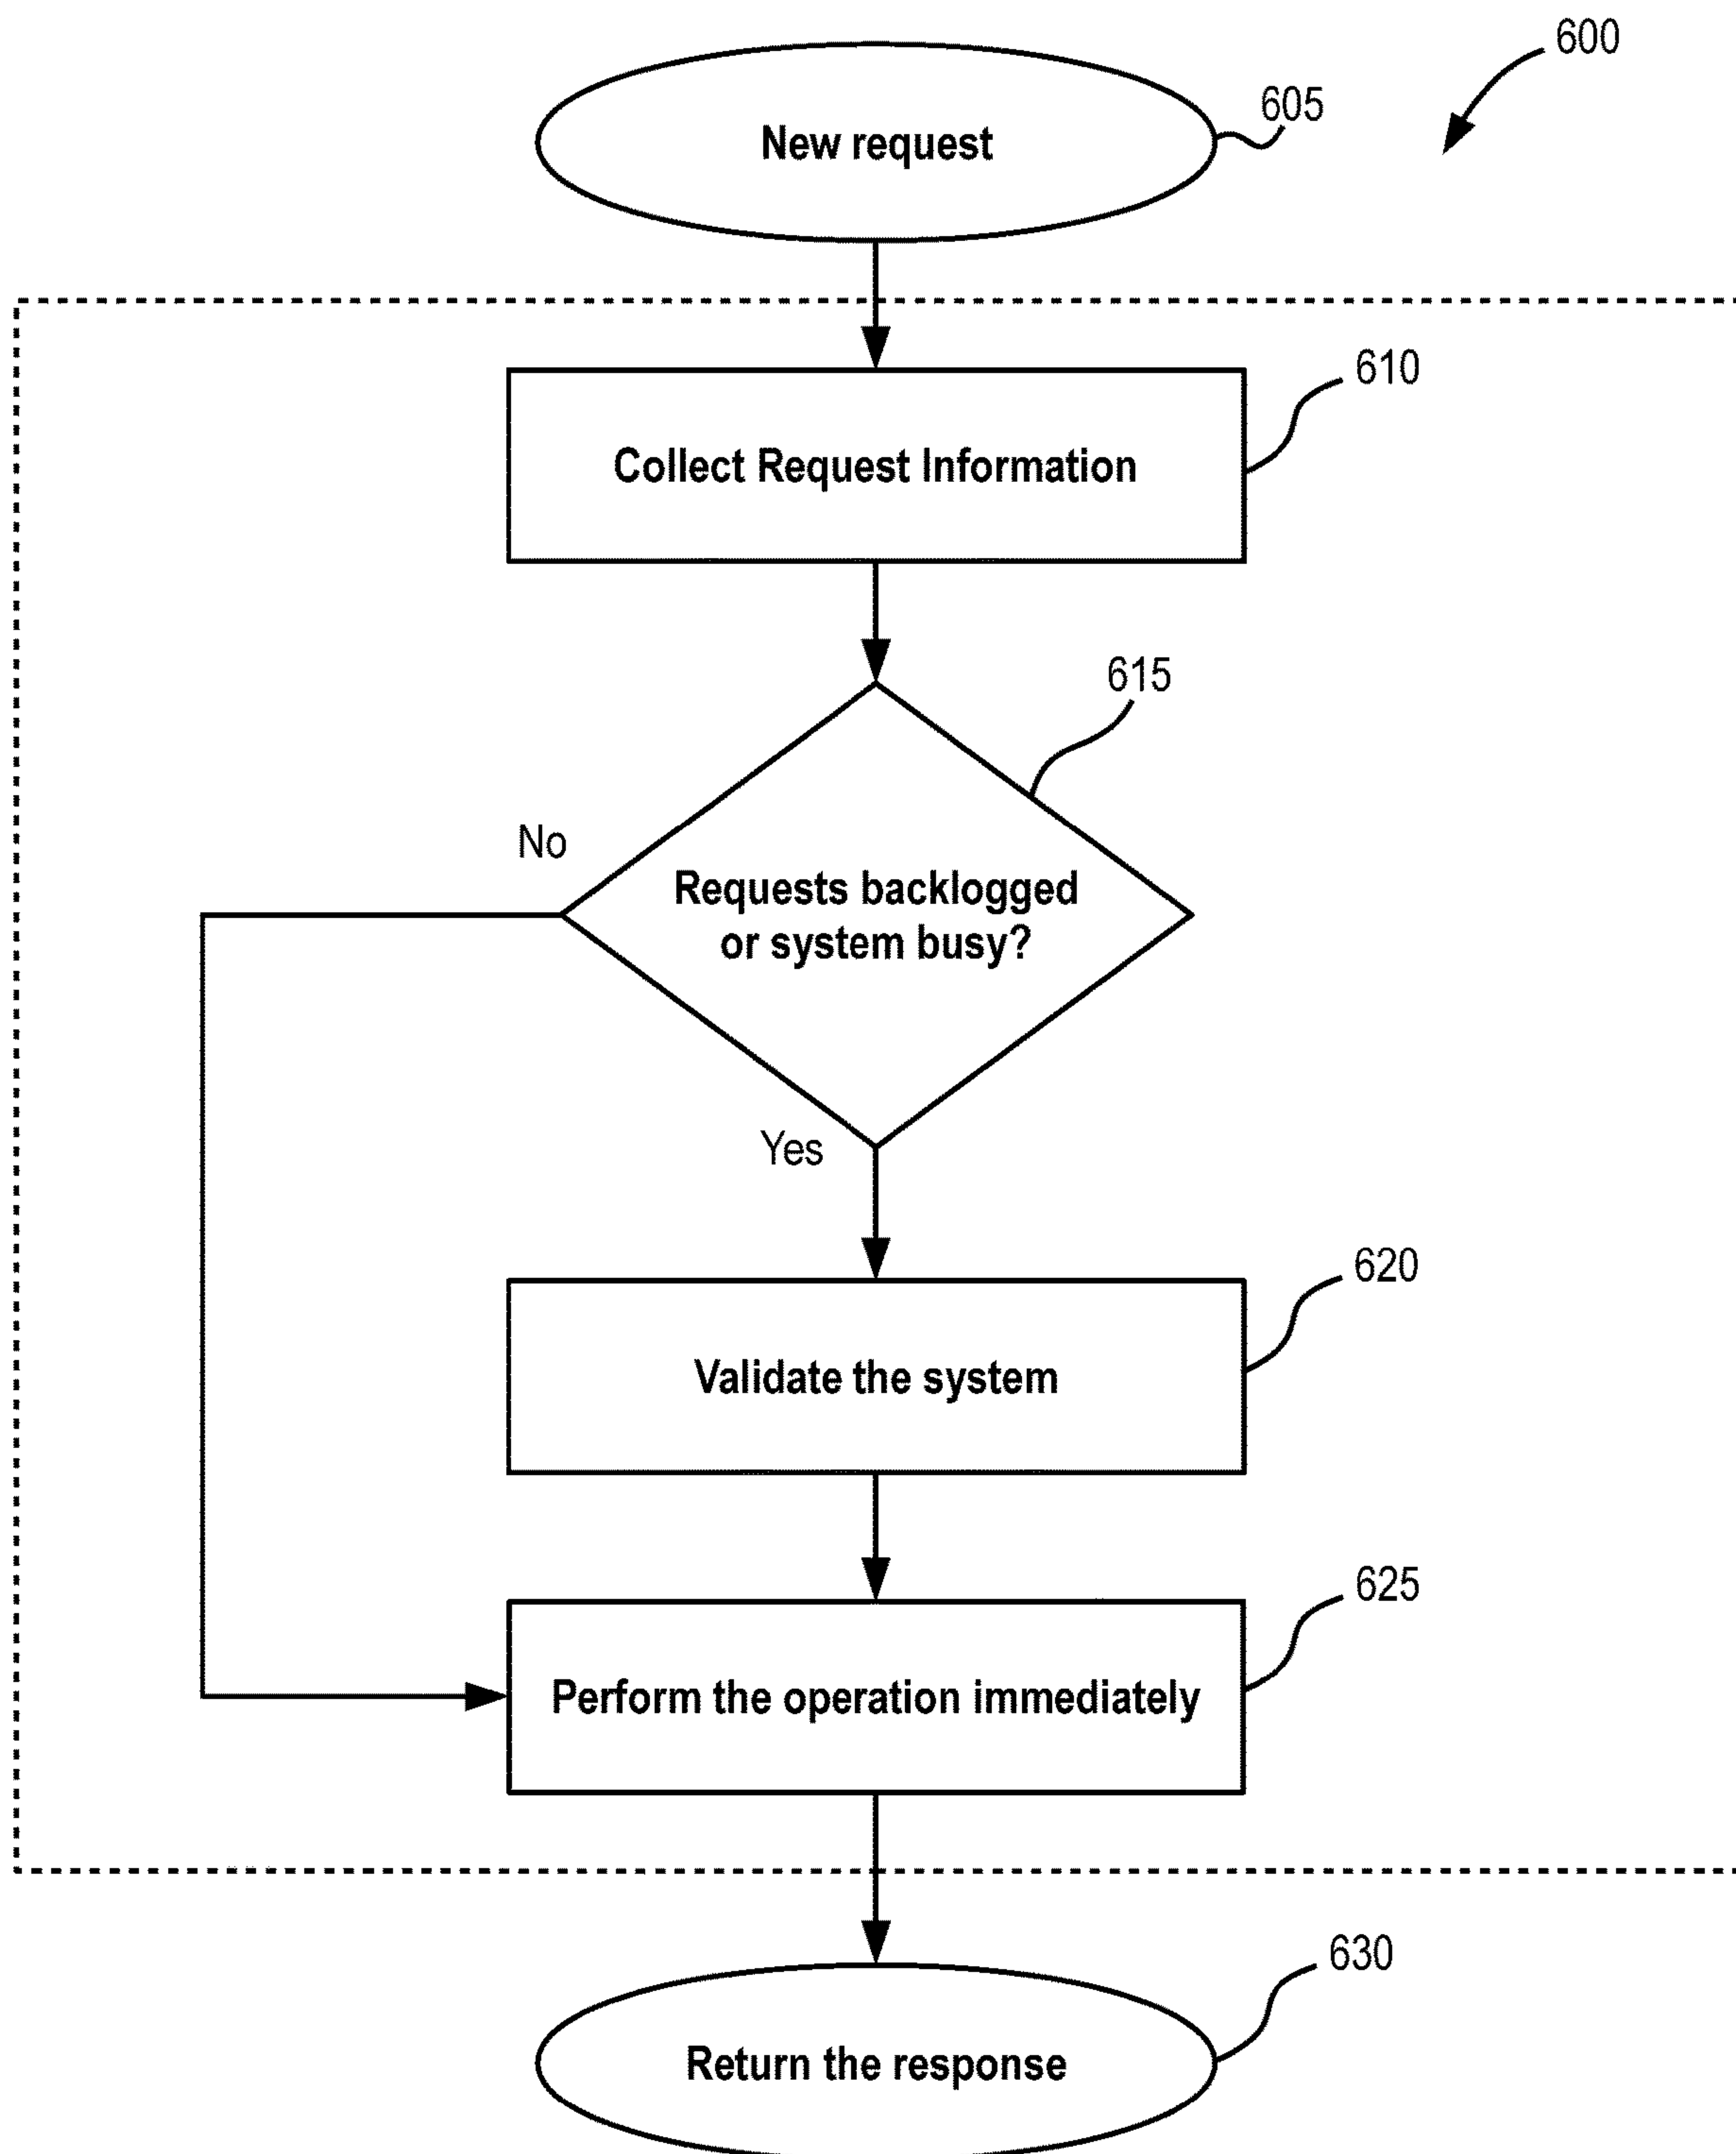 600
605
New request
610
Collect Request Information
615
No
Requests backlogged
or system busy?
Yes
620
Validate the system
625
Perform the operation immediately
630
Return the response